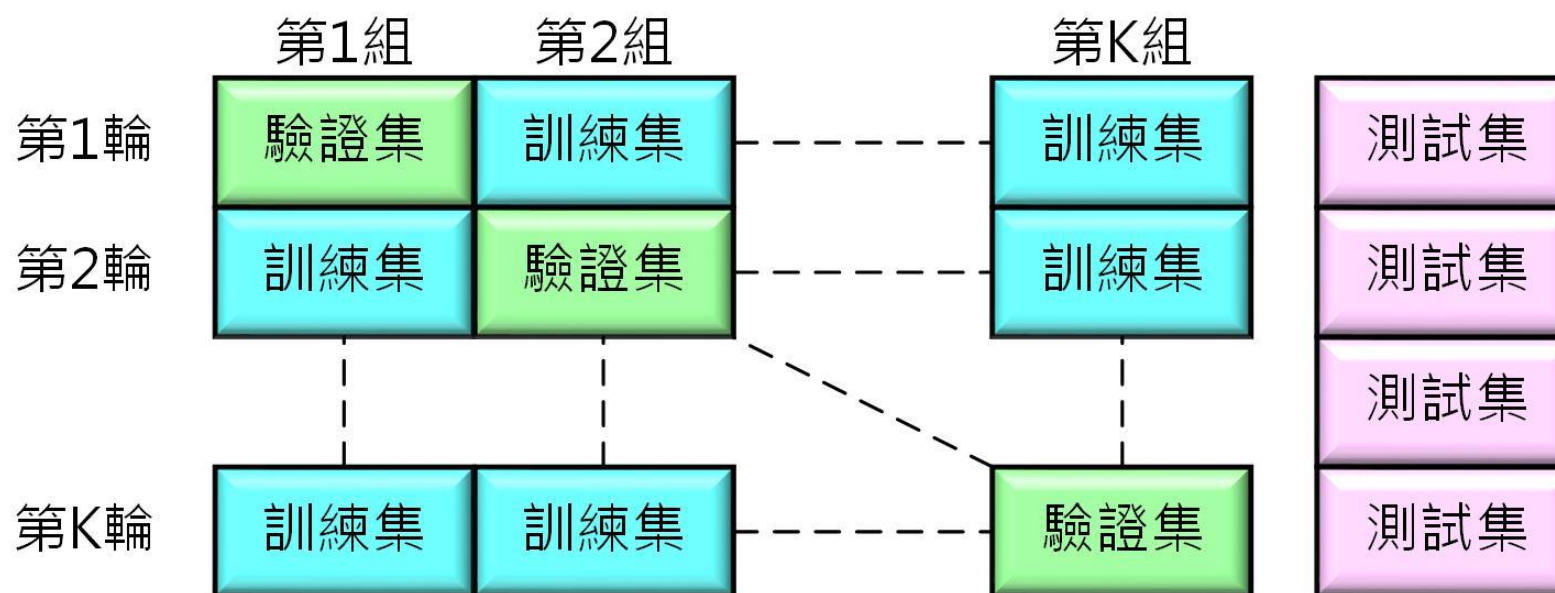 第1組 第2組 第K組
第1輪 驗證集 訓練集 訓練集 測試集
第2輪 訓練集 驗證集 訓練集 測試集
測試集
第K輪 訓練集 訓練集 驗證集 測試集